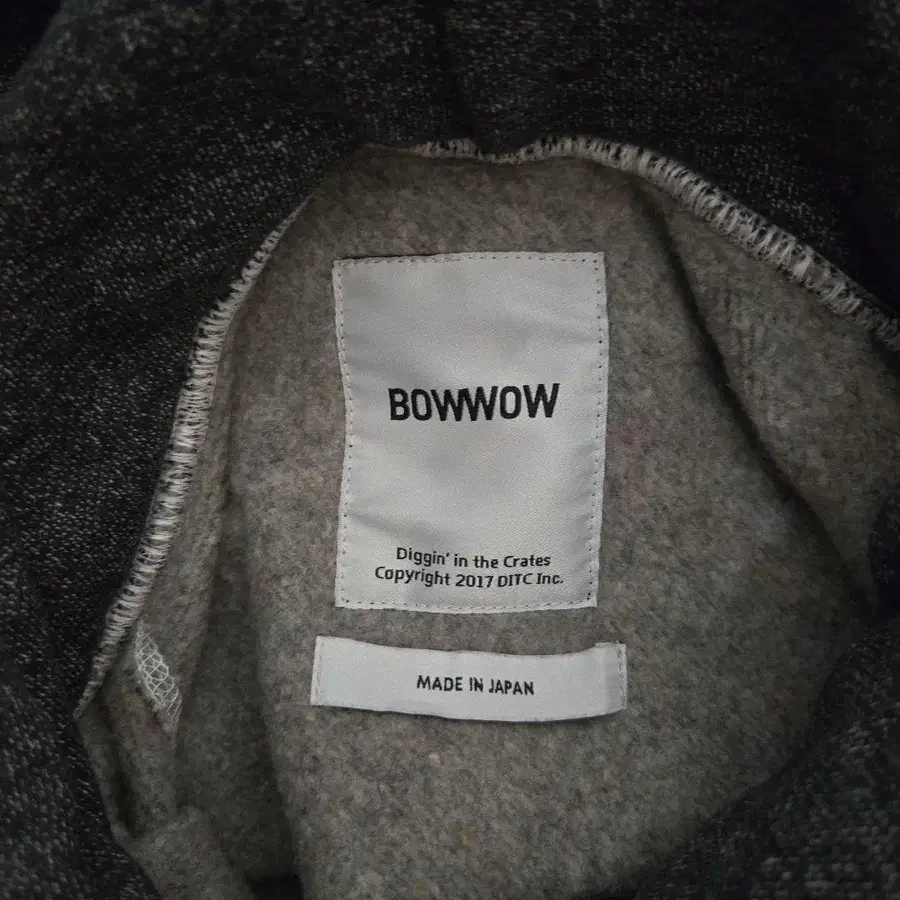 BOWWOW
Diggin' in the Crates
Copyright 2017 DITC Inc.
MADE IN JAPAN